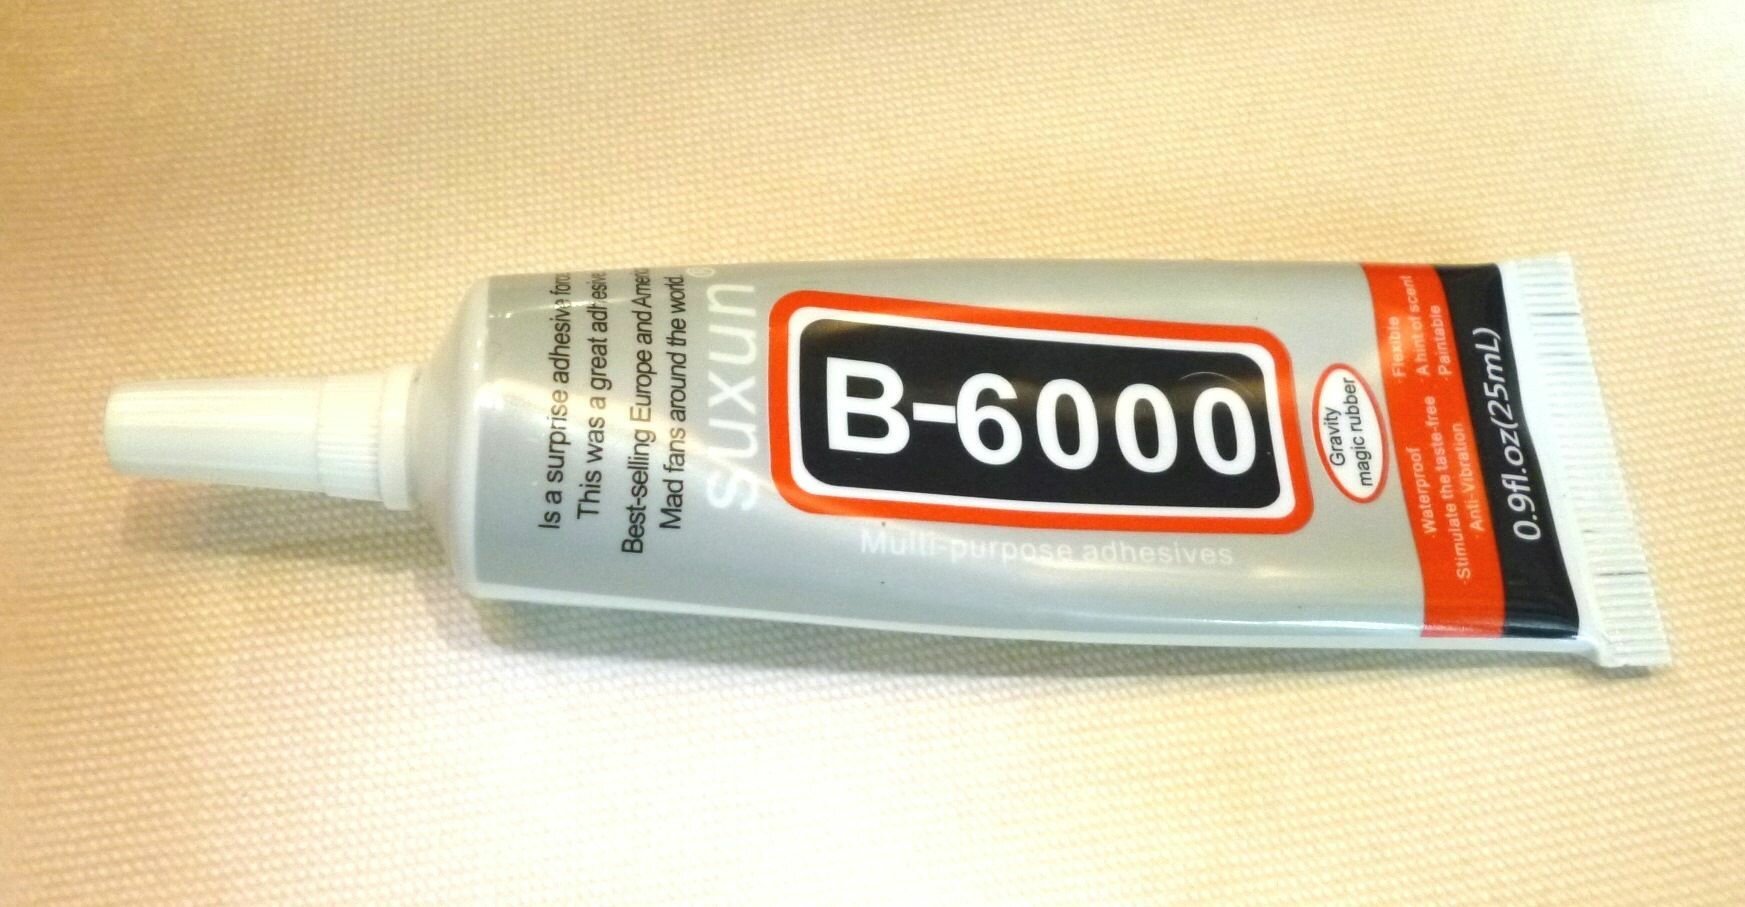 Is a surprise adhesive
This was a great adhesive
Best-selling Europe and
Mad fans around the world.
suxun®
B-6000
Multi-purpose adhesives
Gravity
magic rubber
·Waterproof ·Flexible
·Stimulate the taste-free ·A hint of scent
·Anti-Vibration ·Paintable
0.9fl.oz(25mL)